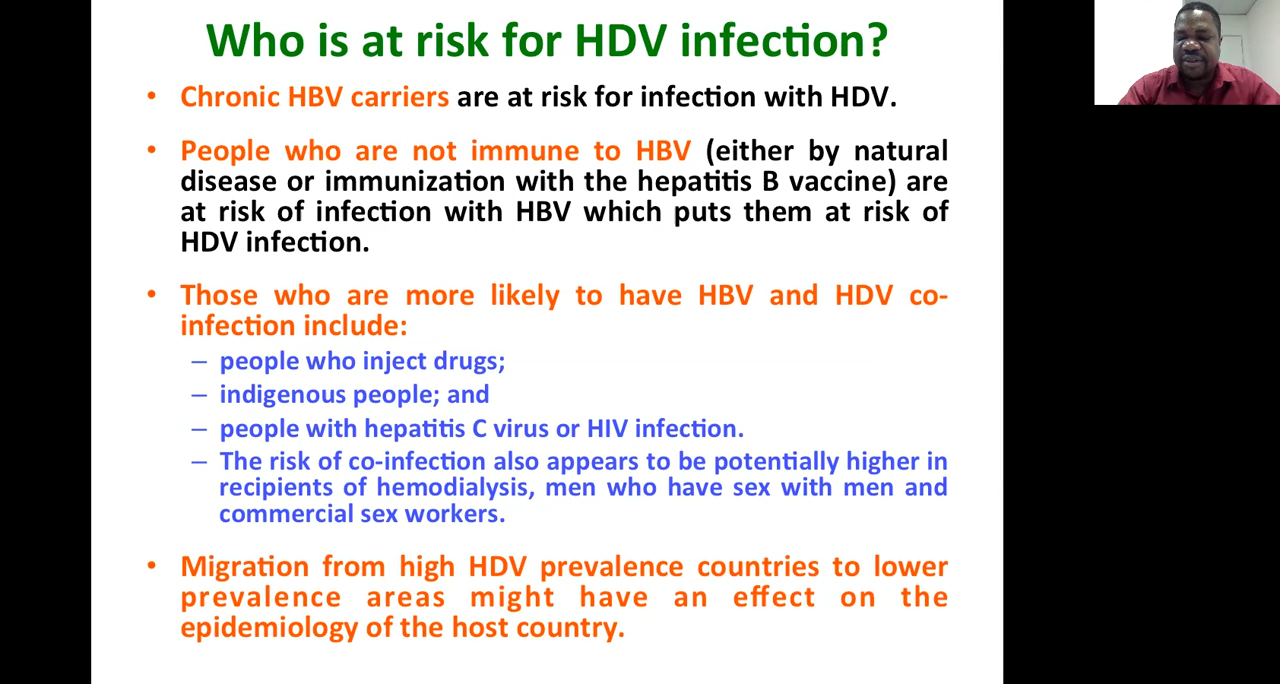 Who is at risk for HDV infection?
• Chronic HBV carriers are at risk for infection with HDV.
• People who are not immune to HBV (either by natural
disease or immunization with the hepatitis B vaccine) are
at risk of infection with HBV which puts them at risk of
HDV infection.
• Those who are more likely to have HBV and HDV co-
infection include:
– people who inject drugs;
– indigenous people; and
– people with hepatitis C virus or HIV infection.
– The risk of co-infection also appears to be potentially higher in
recipients of hemodialysis, men who have sex with men and
commercial sex workers.
• Migration from high HDV prevalence countries to lower
prevalence areas might have an effect on the
epidemiology of the host country.